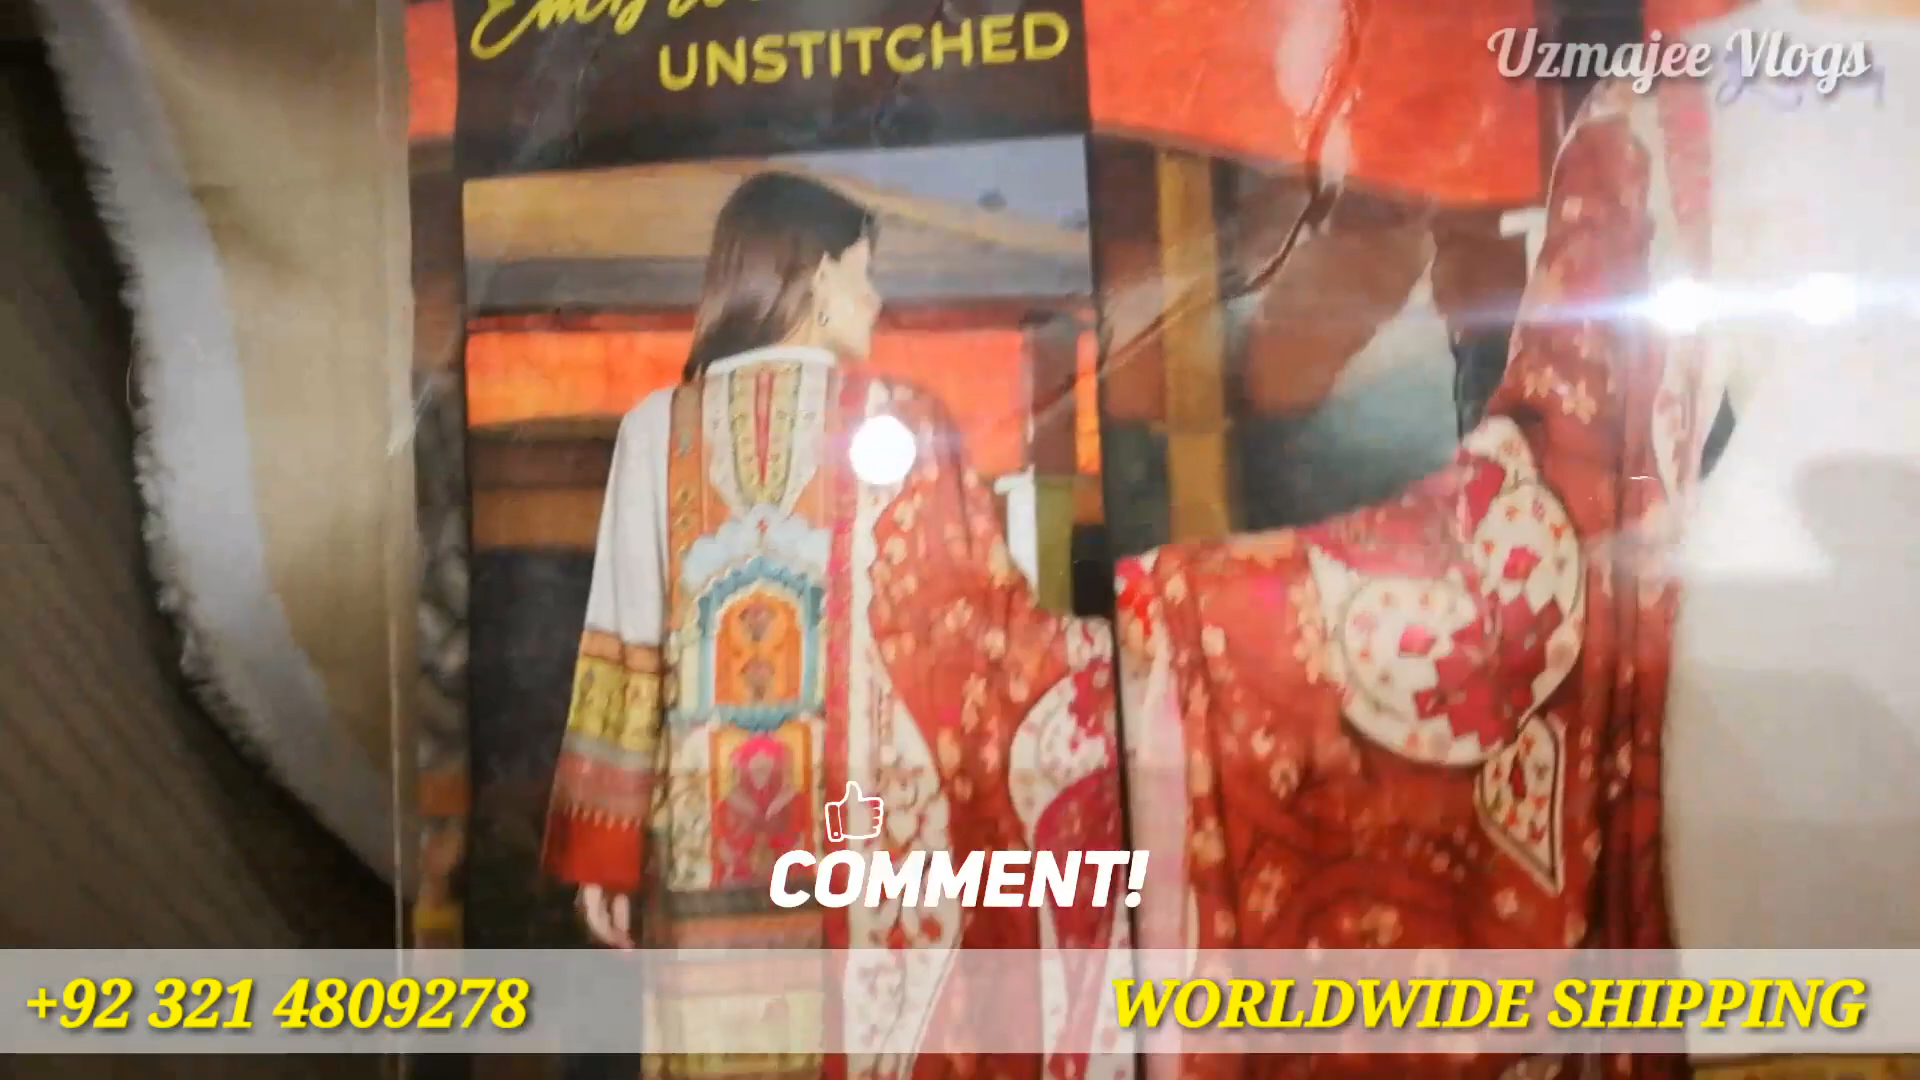 UNSTITCHED
Uzmajee Vlogs
COMMENT!
+92 321 4809278
WORLDWIDE SHIPPING